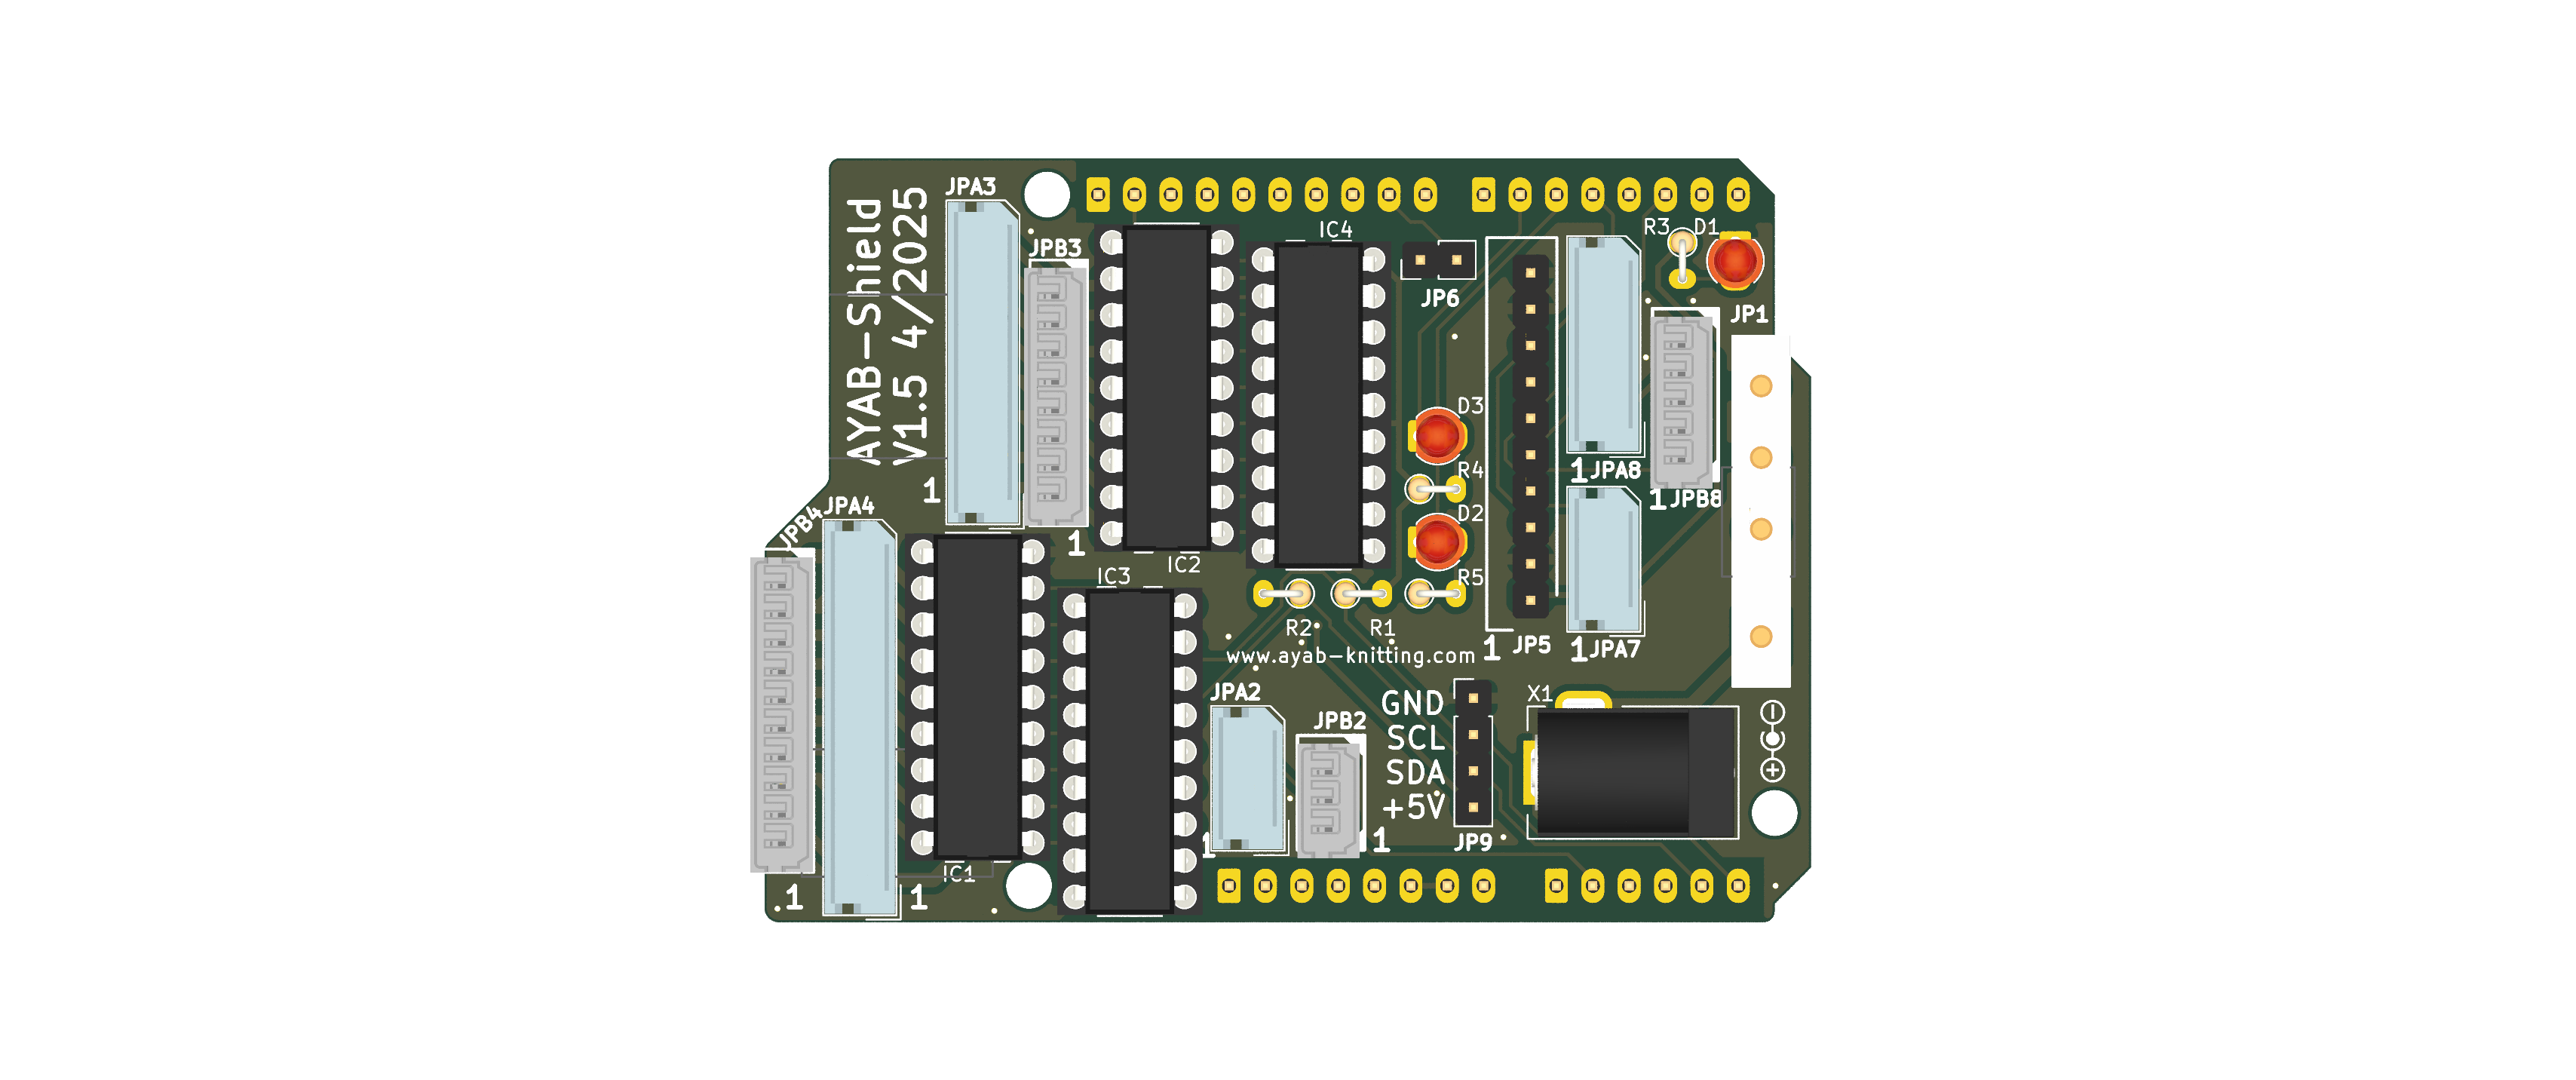 AYAB-Shield
V1.5 4/2025
JPA3
JPB3
IC4
JP6
R3
D1
JP1
D3
R4
D2
R5
1
1
1
JPA8
1
JPB8
JPB4
JPA4
IC3
IC2
R2
R1
www.ayab-knitting.com
1
JP5
1
JPA7
JPA2
JPB2
GND
SCL
SDA
+5V
X1
JP9
1
1
IC1
1
1